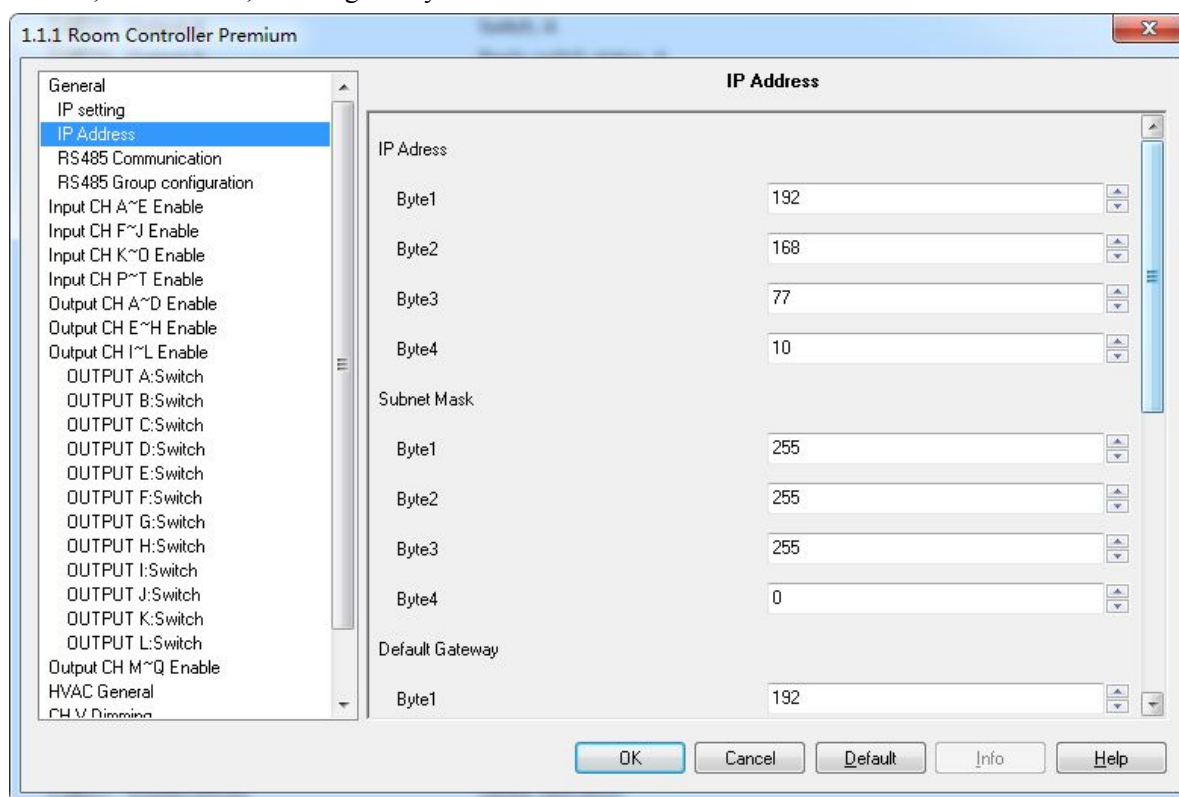 1.1.1 Room Controller Premium
General
IP setting
IP Address
RS485 Communication
RS485 Group configuration
Input CH A~E Enable
Input CH F~J Enable
Input CH K~O Enable
Input CH P~T Enable
Output CH A~D Enable
Output CH E~H Enable
Output CH I~L Enable
OUTPUT A:Switch
OUTPUT B:Switch
OUTPUT C:Switch
OUTPUT D:Switch
OUTPUT E:Switch
OUTPUT F:Switch
OUTPUT G:Switch
OUTPUT H:Switch
OUTPUT I:Switch
OUTPUT J:Switch
OUTPUT K:Switch
OUTPUT L:Switch
Output CH M~Q Enable
HVAC General
CH V Dimming
IP Address
IP Adress
Byte1 192
Byte2 168
Byte3 77
Byte4 10
Subnet Mask
Byte1 255
Byte2 255
Byte3 255
Byte4 0
Default Gateway
Byte1 192
OK Cancel Default Info Help